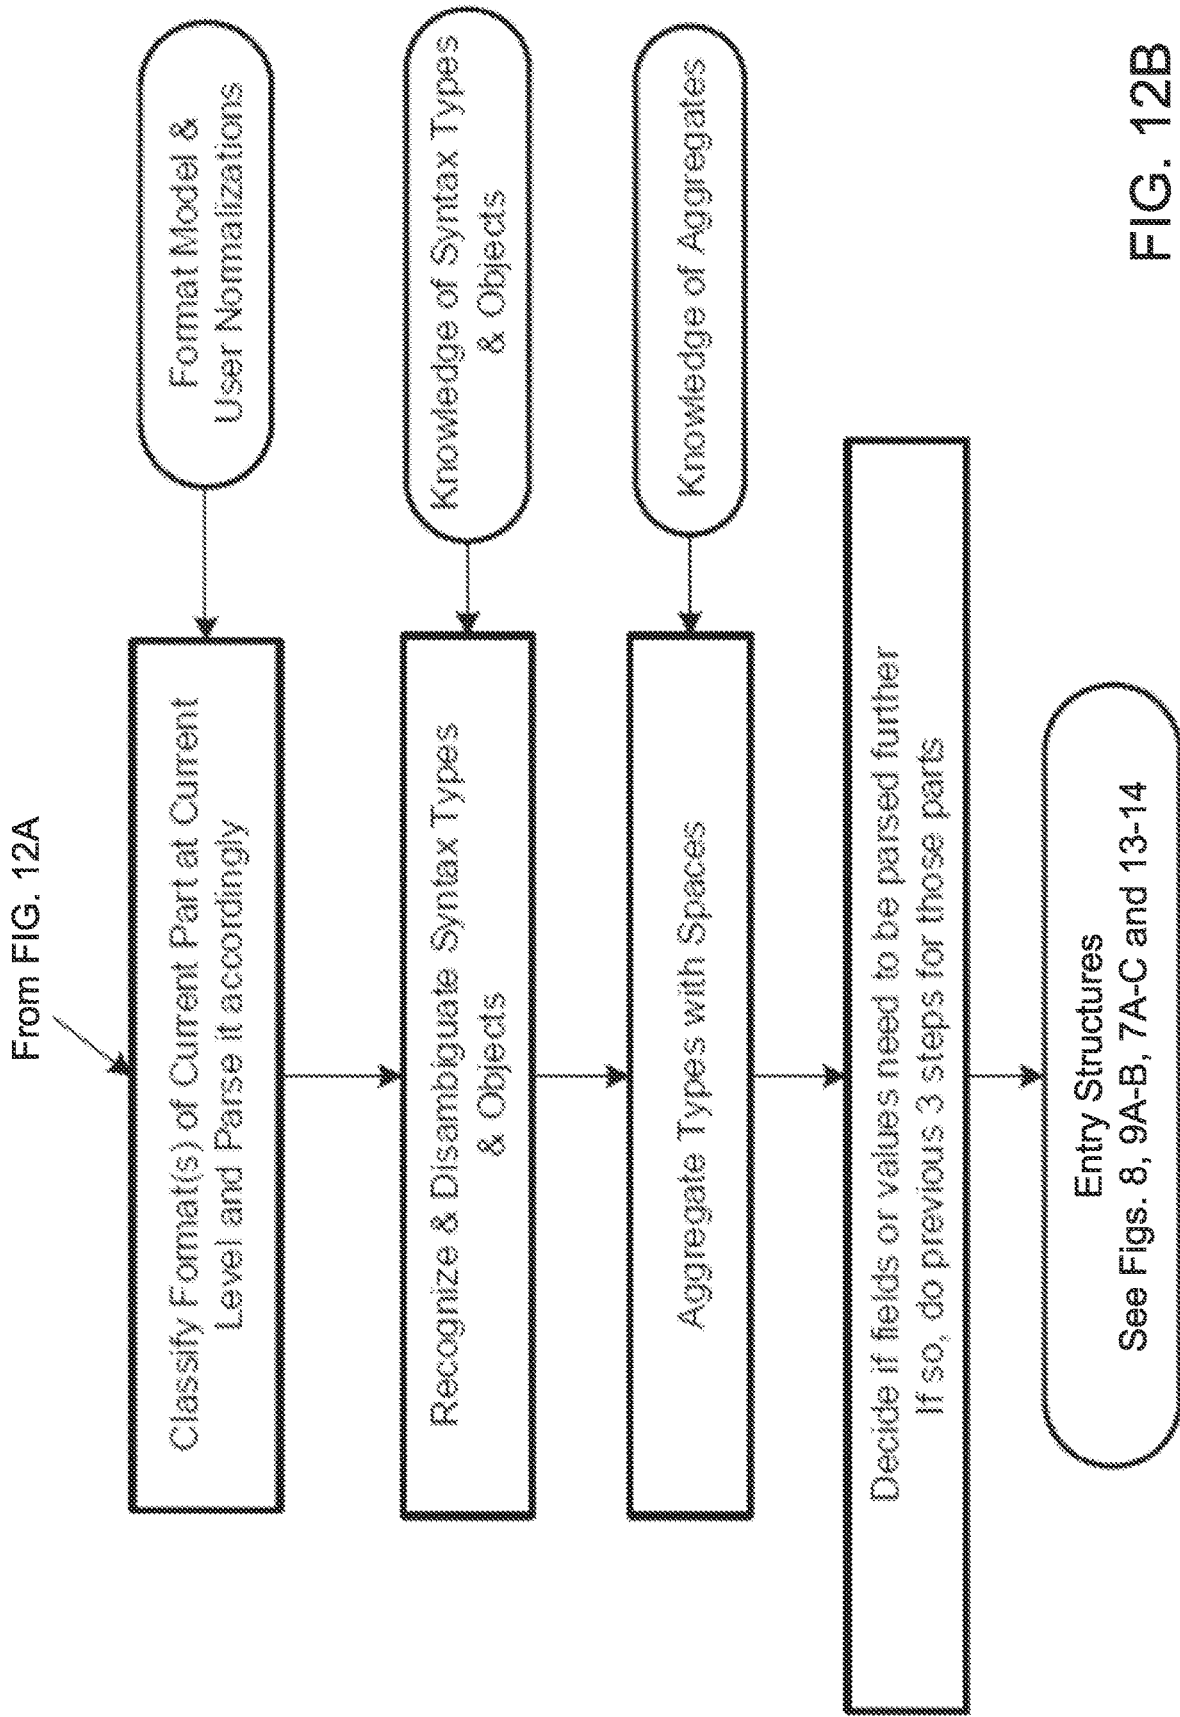 From FIG. 12A
Classify Format(s) of Current Part at Current
Level and Parse it accordingly
Format Model &
User Normalizations
Recognize & Disambiguate Syntax Types
& Objects
Knowledge of Syntax Types
& Objects
Aggregate Types with Spaces
Knowledge of Aggregates
Decide if fields or values need to be parsed further
If so, do previous 3 steps for those parts
Entry Structures
See Figs. 8, 9A-B, 7A-C and 13-14
FIG. 12B